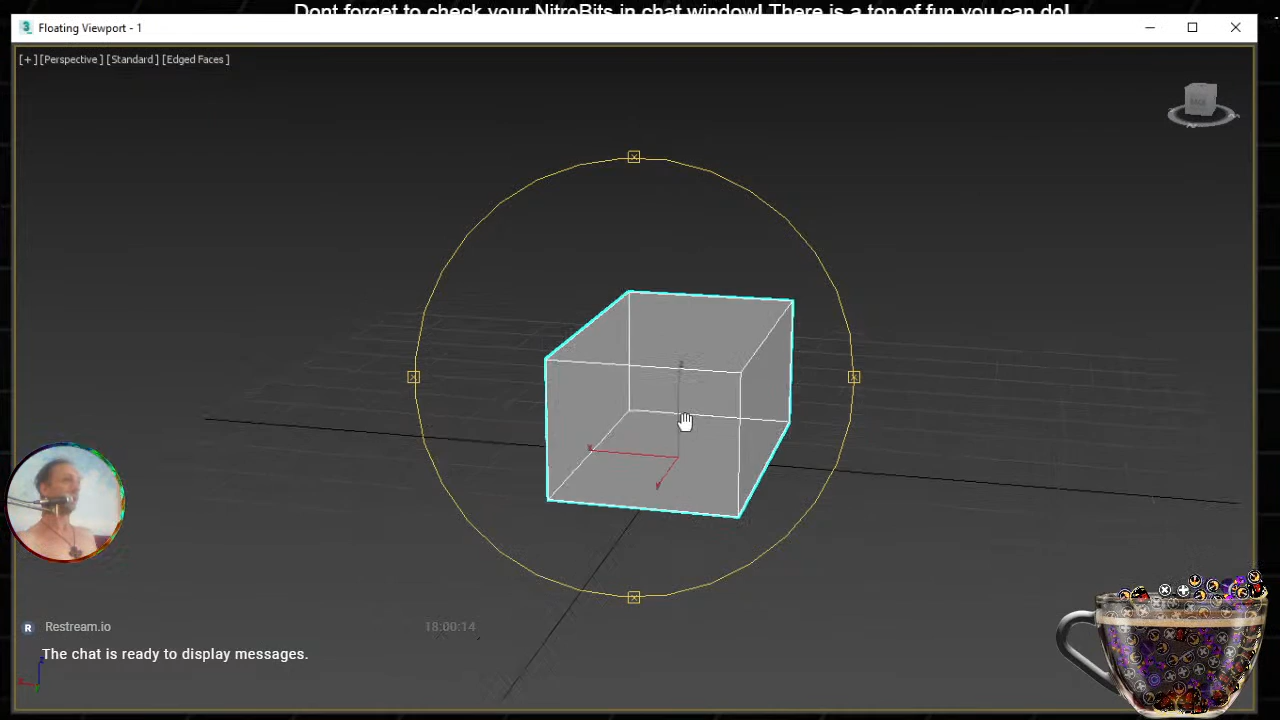 Dont forget to check your NitroBits in chat window! There is a ton of fun you can do!
Floating Viewport - 1
[+][Perspective][Standard][Edged Faces]
Restream.io
18:00:14
The chat is ready to display messages.